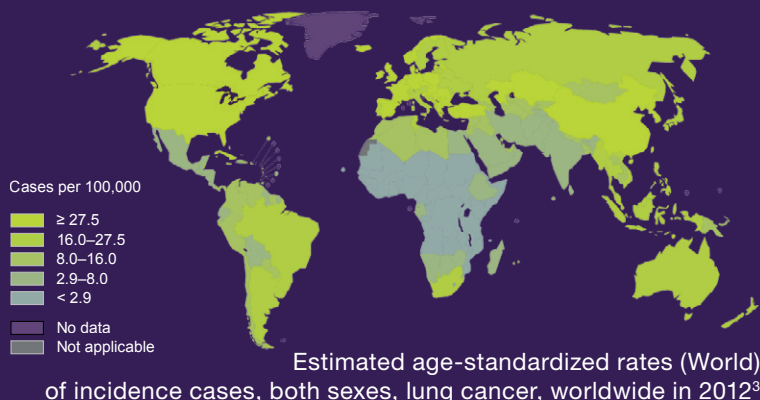 Cases per 100,000
≥ 27.5
16.0–27.5
8.0–16.0
2.9–8.0
< 2.9
No data
Not applicable
Estimated age-standardized rates (World)
of incidence cases, both sexes, lung cancer, worldwide in 2012³